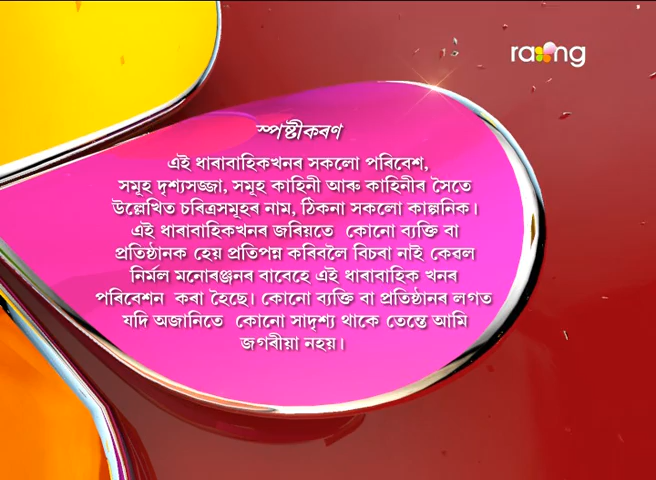 rang
স্পষ্টীকৰণ
এই ধাৰাবাহিকখনৰ সকলো পৰিবেশ,
সমূহ দৃশ্যসজ্জা, সমূহ কাহিনী আৰু কাহিনীৰ সৈতে
উল্লেখিত চৰিত্ৰসমূহৰ নাম, ঠিকনা সকলো কাল্পনিক।
এই ধাৰাবাহিকখনৰ জৰিয়তে কোনো ব্যক্তি বা
প্ৰতিষ্ঠানক হেয় প্ৰতিপন্ন কৰিবলৈ বিচৰা নাই কেৱল
নিৰ্মল মনোৰঞ্জনৰ বাবেহে এই ধাৰাবাহিক খনৰ
পৰিবেশন কৰা হৈছে। কোনো ব্যক্তি বা প্ৰতিষ্ঠানৰ লগত
যদি অজানিতে কোনো সাদৃশ্য থাকে তেন্তে আমি
জগৰীয়া নহয়।